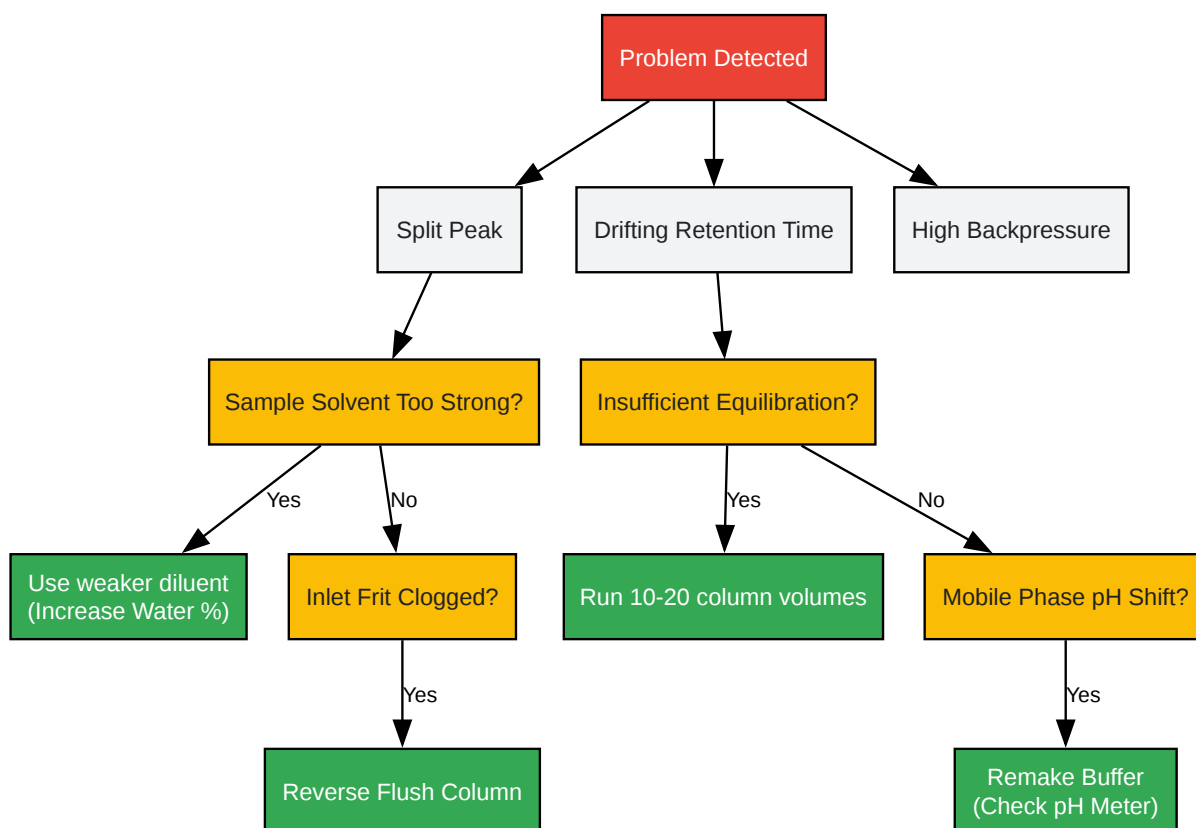 Problem Detected
Split Peak
Drifting Retention Time
High Backpressure
Sample Solvent Too Strong?
Insufficient Equilibration?
Yes
No
Yes
No
Use weaker diluent
(Increase Water %)
Inlet Frit Clogged?
Run 10-20 column volumes
Mobile Phase pH Shift?
Yes
Yes
Reverse Flush Column
Remake Buffer
(Check pH Meter)